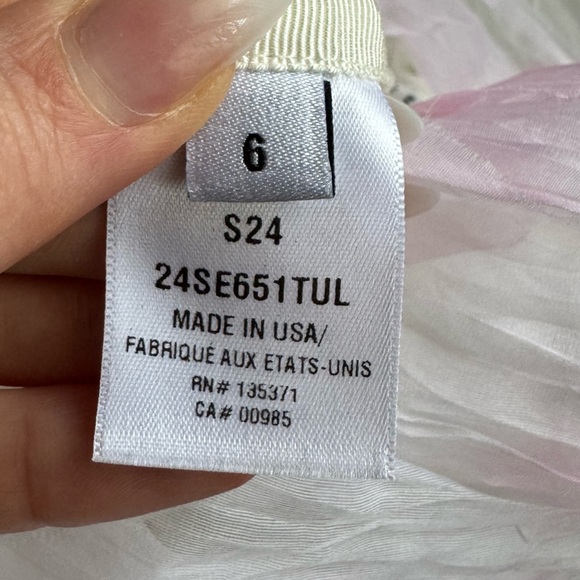 6
S24
24SE651TUL
MADE IN USA/
FABRIQUÉ AUX ETATS-UNIS
RN# 135371
CA# 00985